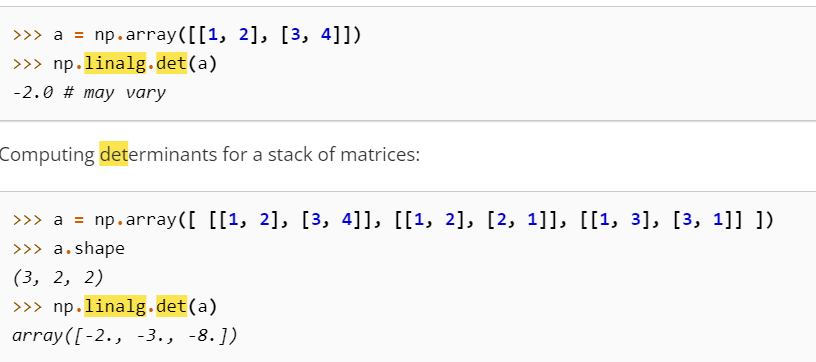 >>> a = np.array([[1, 2], [3, 4]])
>>> np.linalg.det(a)
-2.0 # may vary
Computing determinants for a stack of matrices:
>>> a = np.array([ [[1, 2], [3, 4]], [[1, 2], [2, 1]], [[1, 3], [3, 1]] ])
>>> a.shape
(3, 2, 2)
>>> np.linalg.det(a)
array([-2., -3., -8.])